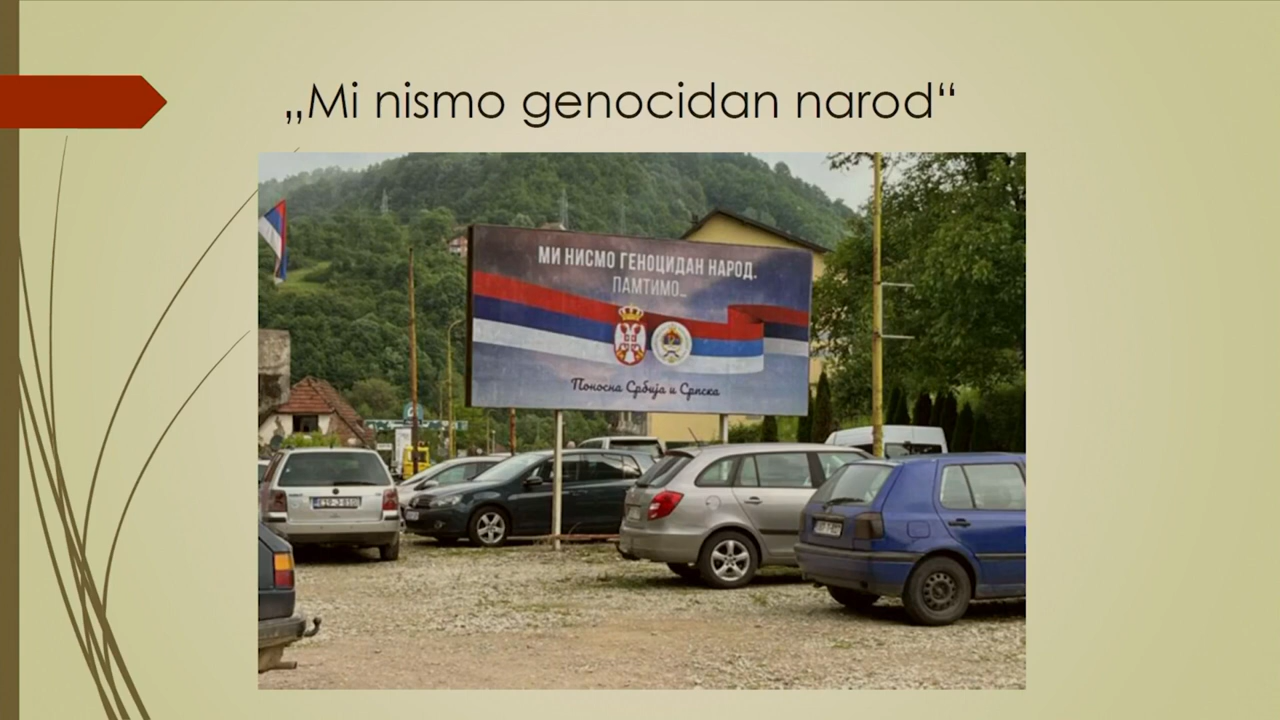 „Mi nismo genocidan narod“
МИ НИСМО ГЕНОЦИДАН НАРОД.
ПАМТИМО...
Поносна Србија и Српска